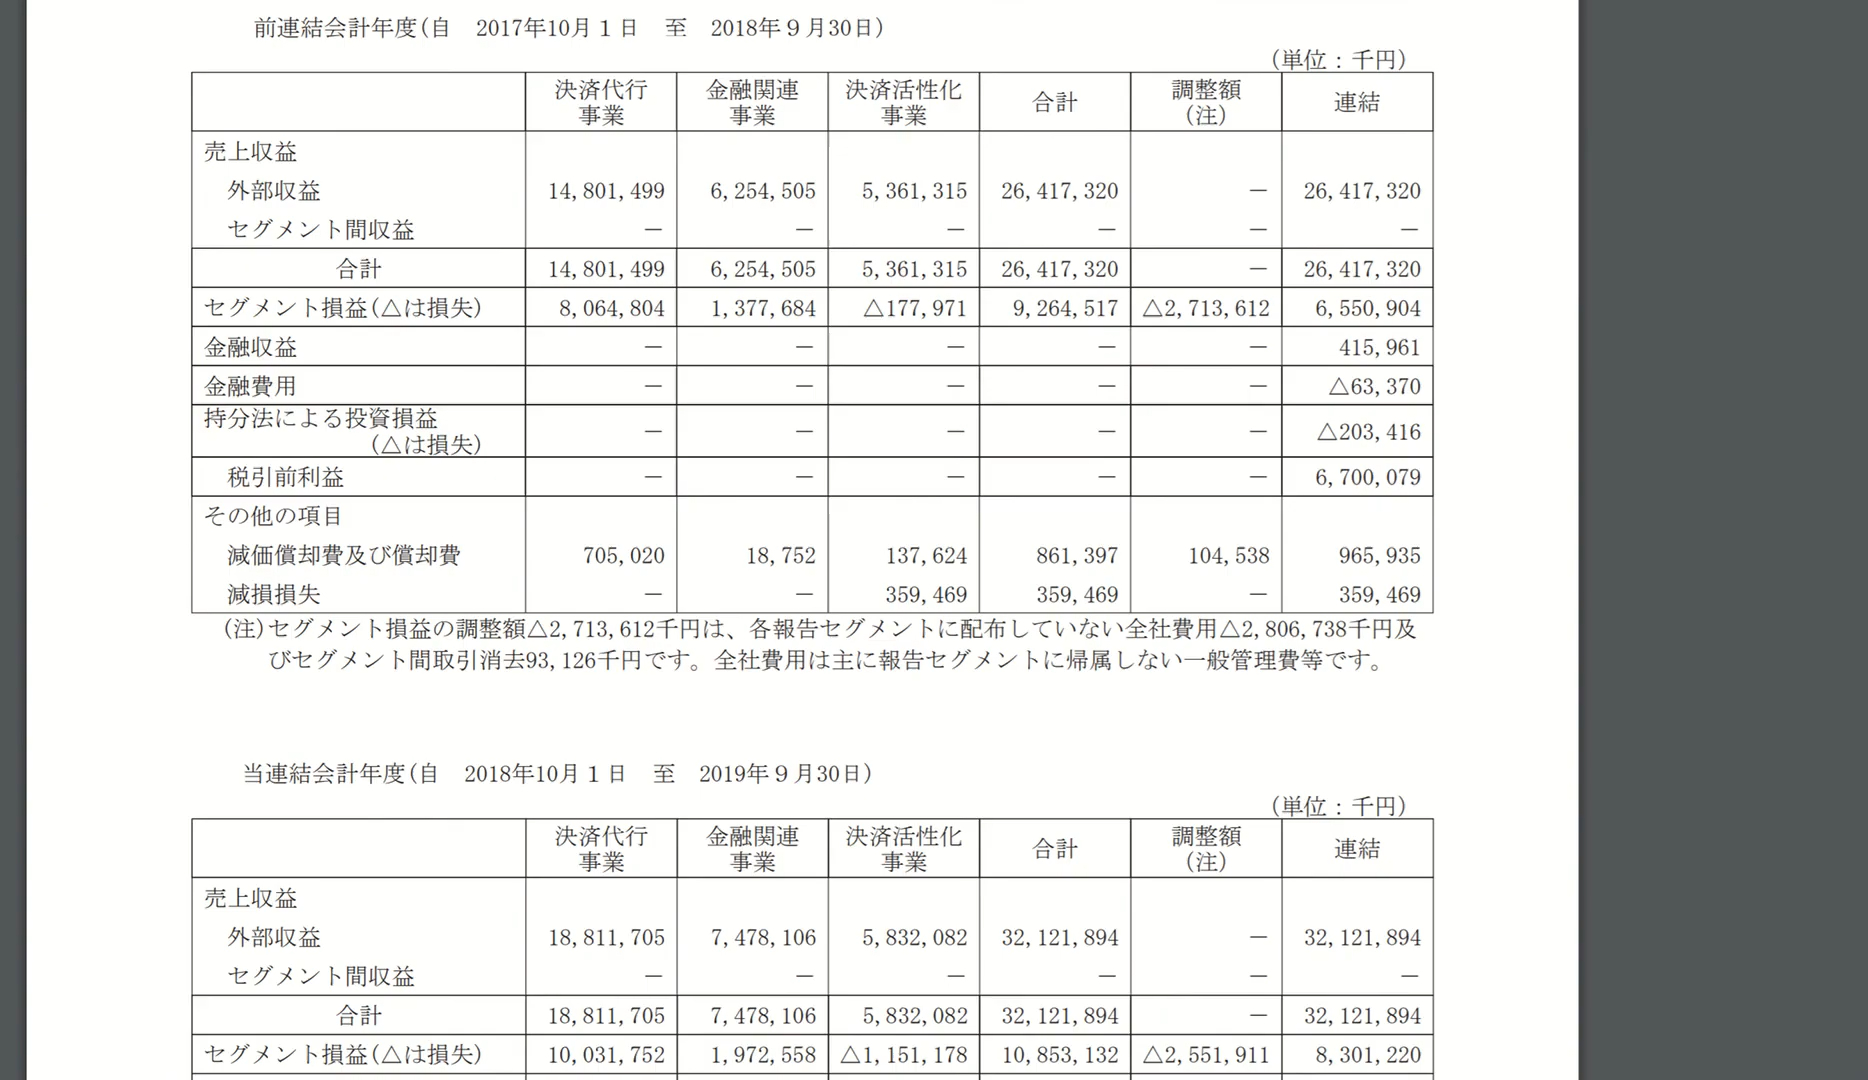 前連結会計年度(自　2017年10月１日　至　2018年９月30日)
(単位：千円)
決済代行事業 金融関連事業 決済活性化事業 合計 調整額(注) 連結
売上収益
外部収益 14,801,499 6,254,505 5,361,315 26,417,320 － 26,417,320
セグメント間収益 － － － － － －
合計 14,801,499 6,254,505 5,361,315 26,417,320 － 26,417,320
セグメント損益(△は損失) 8,064,804 1,377,684 △177,971 9,264,517 △2,713,612 6,550,904
金融収益 － － － － － 415,961
金融費用 － － － － － △63,370
持分法による投資損益
(△は損失) － － － － － △203,416
税引前利益 － － － － － 6,700,079
その他の項目
減価償却費及び償却費 705,020 18,752 137,624 861,397 104,538 965,935
減損損失 － － 359,469 359,469 － 359,469
(注)セグメント損益の調整額△2,713,612千円は、各報告セグメントに配布していない全社費用△2,806,738千円及
びセグメント間取引消去93,126千円です。全社費用は主に報告セグメントに帰属しない一般管理費等です。
当連結会計年度(自　2018年10月１日　至　2019年９月30日)
(単位：千円)
決済代行事業 金融関連事業 決済活性化事業 合計 調整額(注) 連結
売上収益
外部収益 18,811,705 7,478,106 5,832,082 32,121,894 － 32,121,894
セグメント間収益 － － － － － －
合計 18,811,705 7,478,106 5,832,082 32,121,894 － 32,121,894
セグメント損益(△は損失) 10,031,752 1,972,558 △1,151,178 10,853,132 △2,551,911 8,301,220